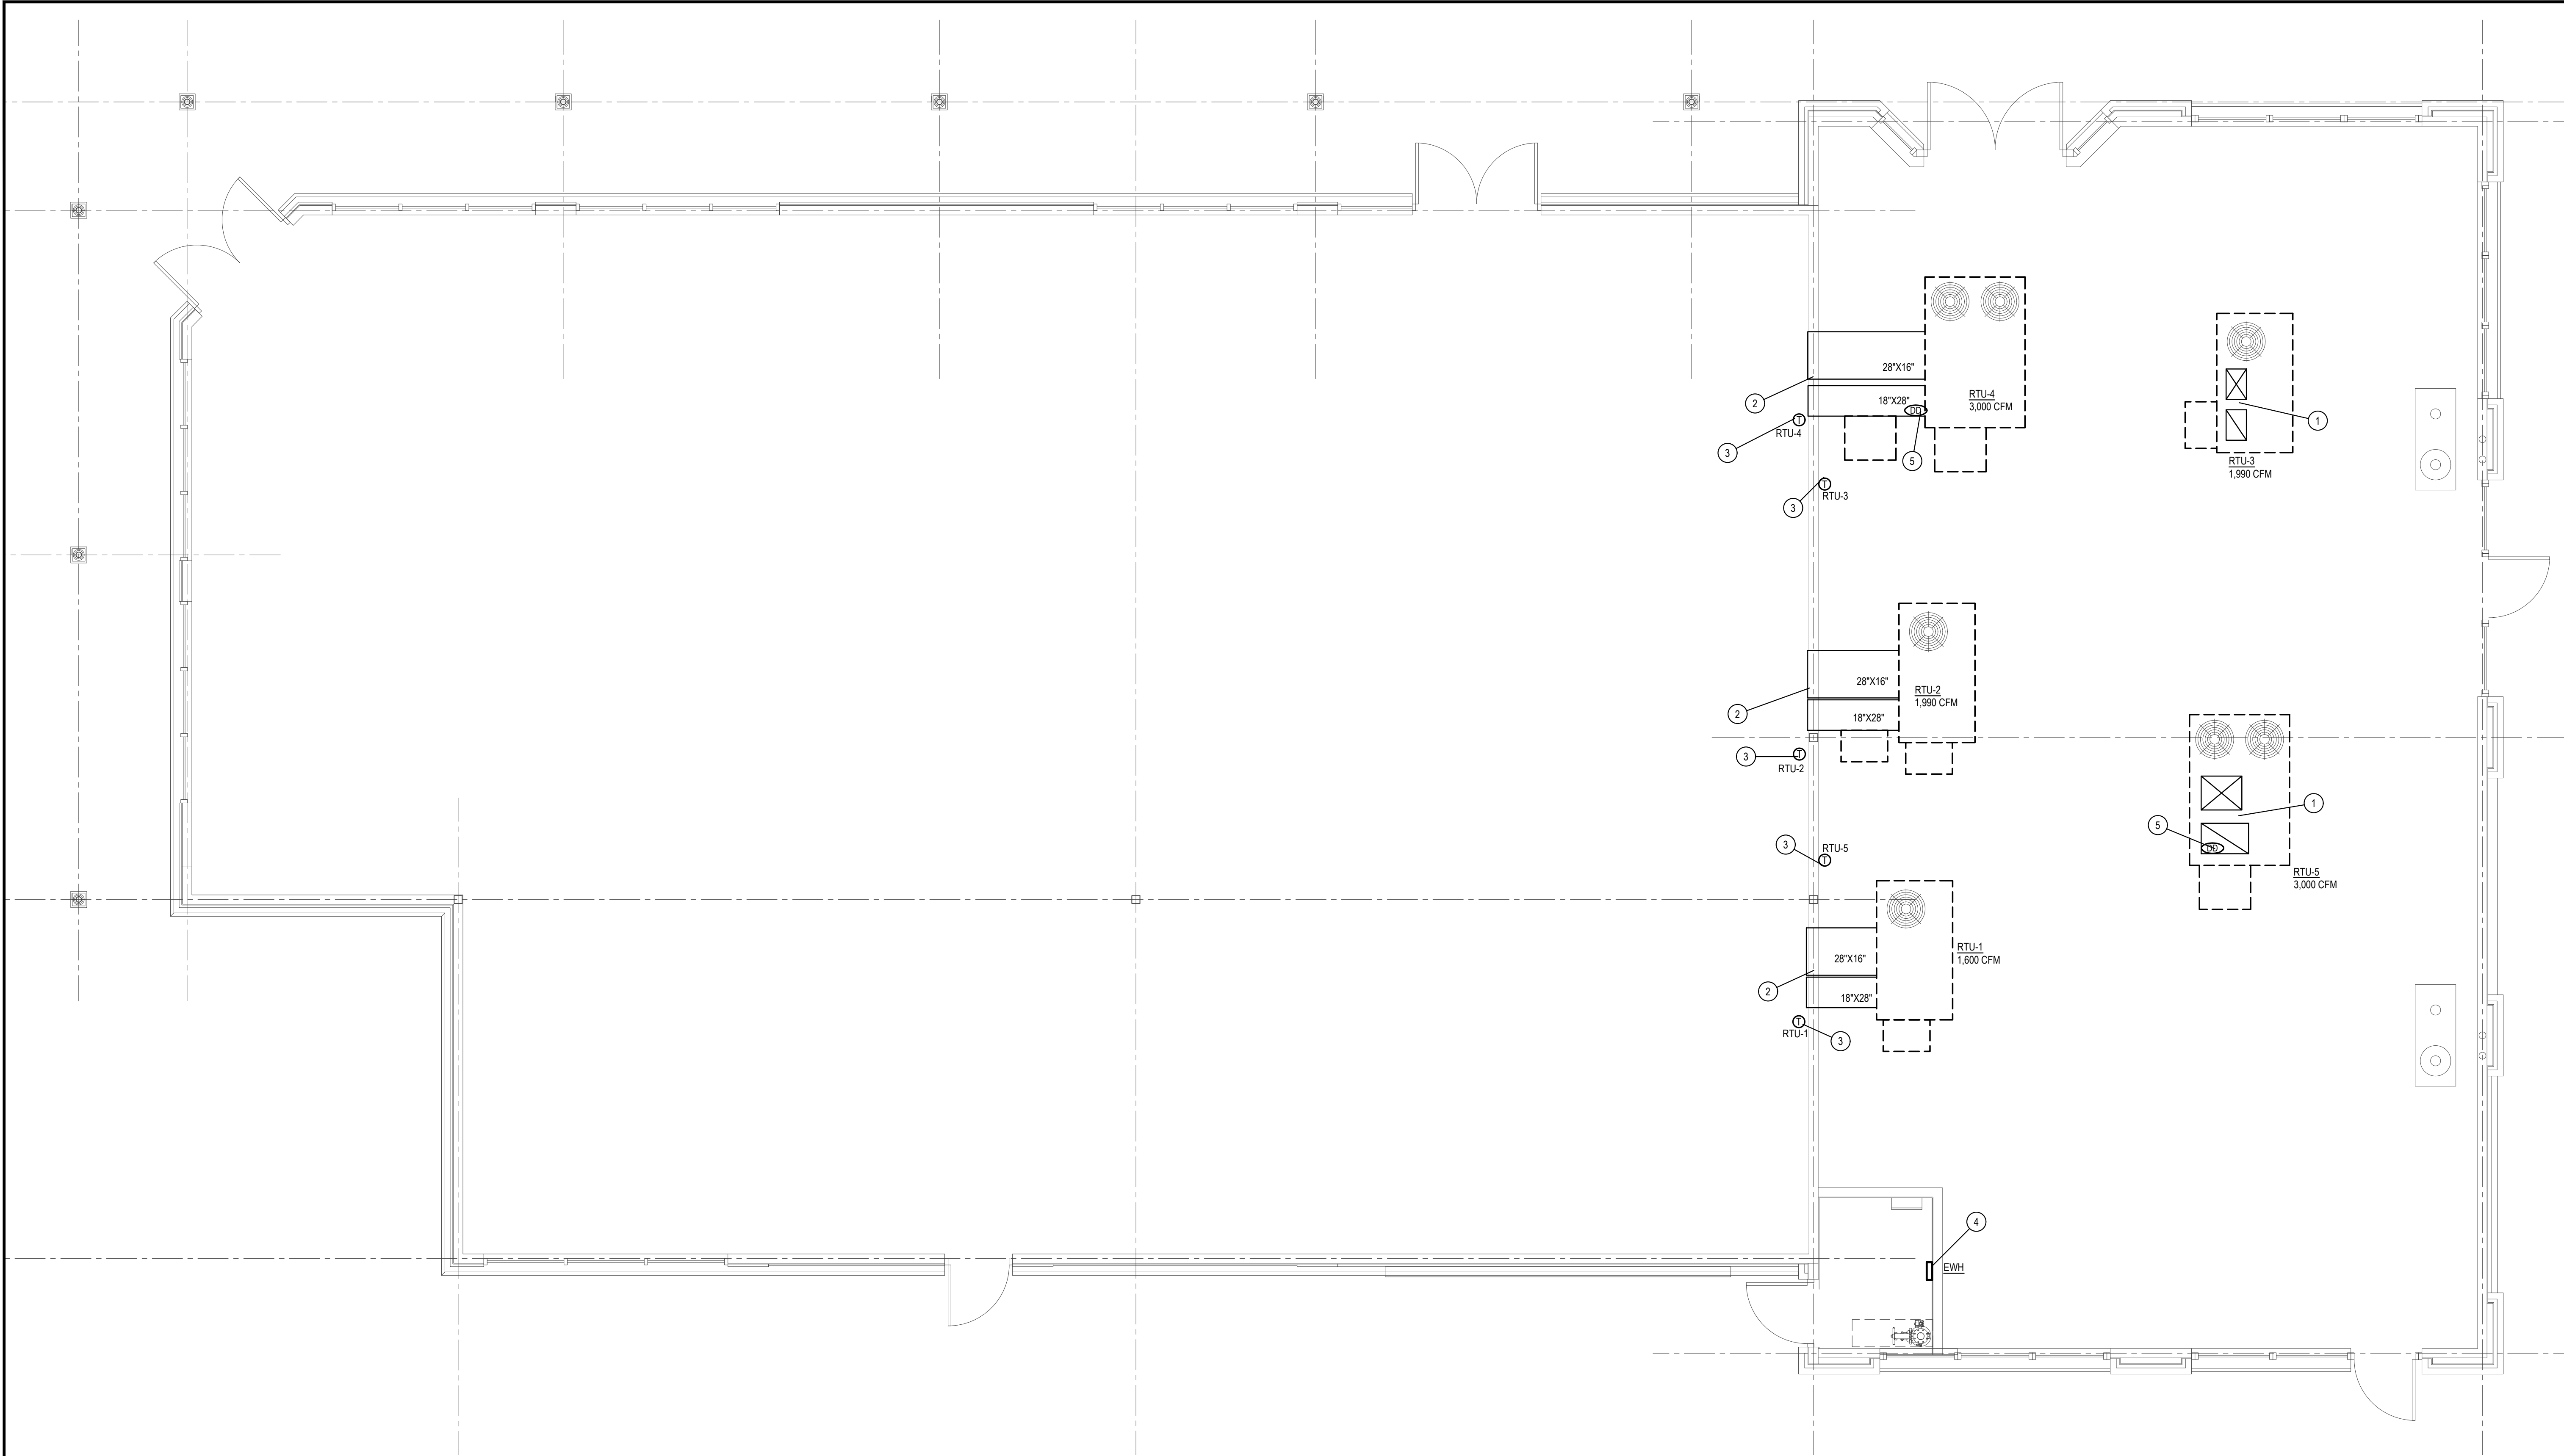 28"X16"
18"X28"
DD
RTU-4
3,000 CFM
2
T
RTU-4
3
5
T
RTU-3
3
1
RTU-3
1,990 CFM
28"X16"
18"X28"
RTU-2
1,990 CFM
2
T
RTU-2
3
3
RTU-5
T
1
5
DD
RTU-5
3,000 CFM
28"X16"
18"X28"
RTU-1
1,600 CFM
2
T
RTU-1
3
4
EWH